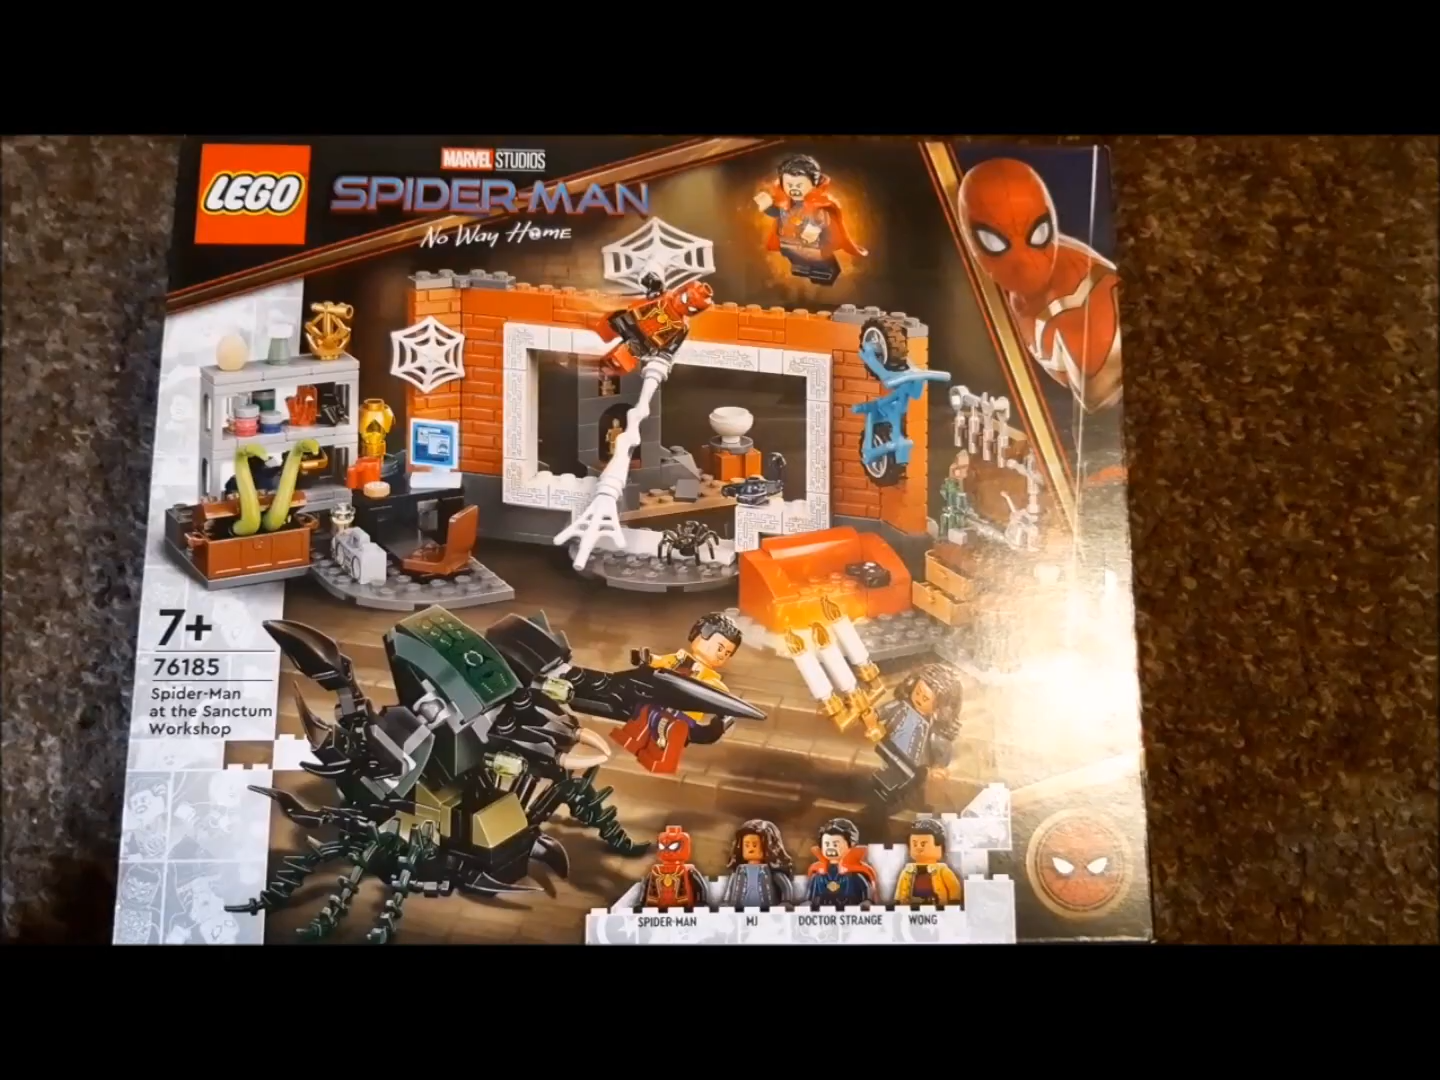 LEGO
MARVEL STUDIOS
SPIDER-MAN
No Way Home
7+
76185
Spider-Man
at the Sanctum
Workshop
SPIDER-MAN
MJ
DOCTOR STRANGE
WONG